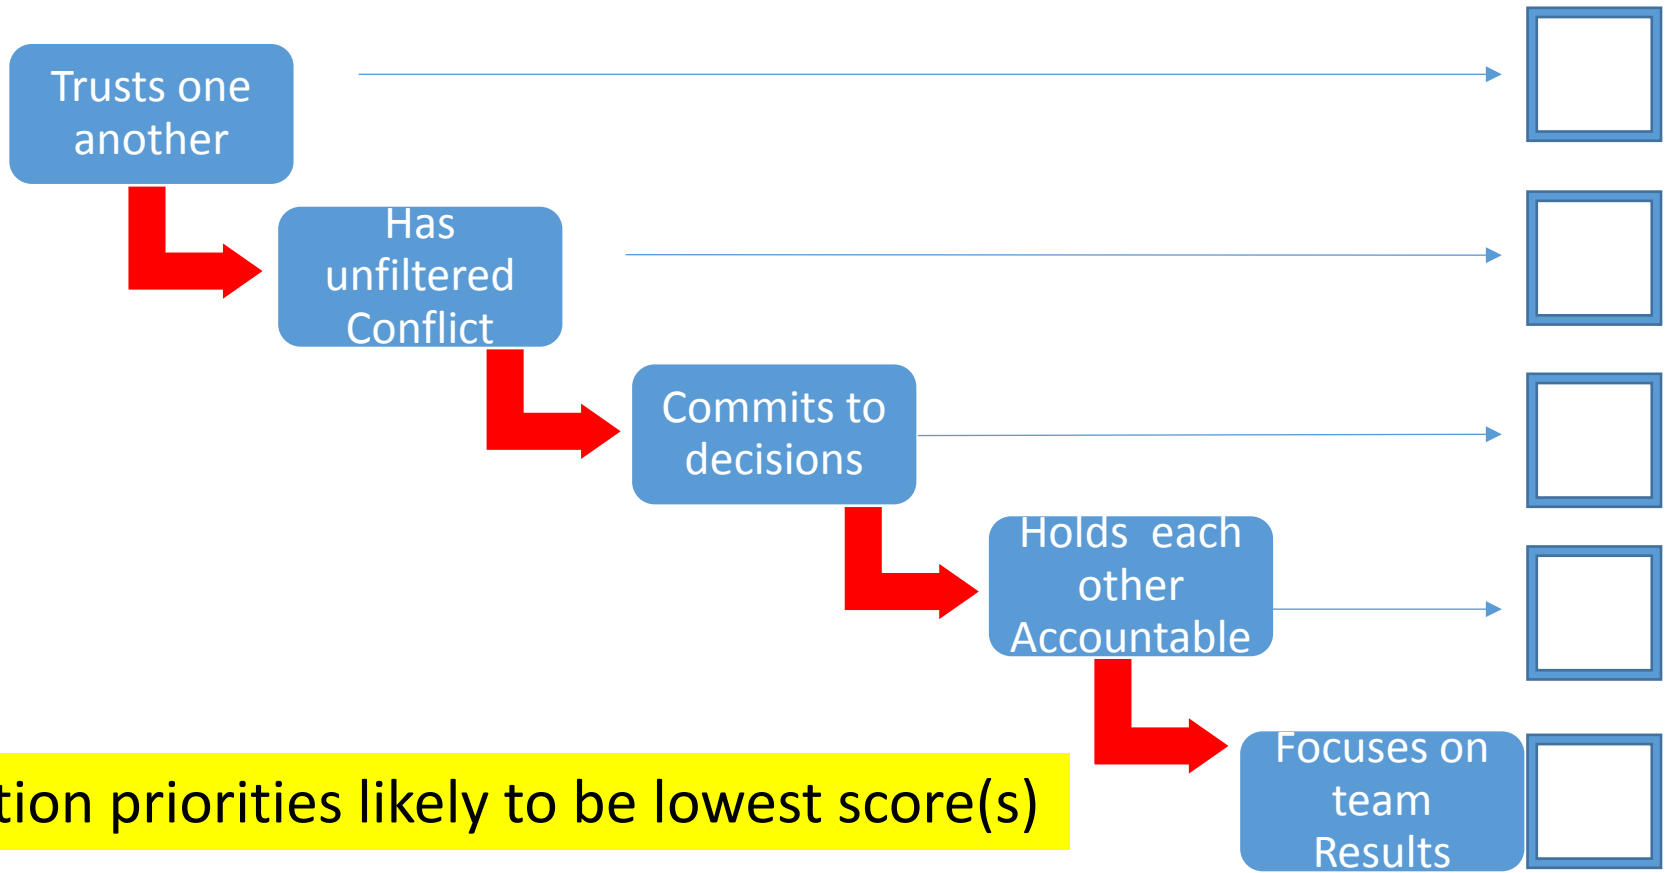 Trusts one
another
Has
unfiltered
Conflict
Commits to
decisions
Holds each
other
Accountable
Focuses on
team
Results
tion priorities likely to be lowest score(s)